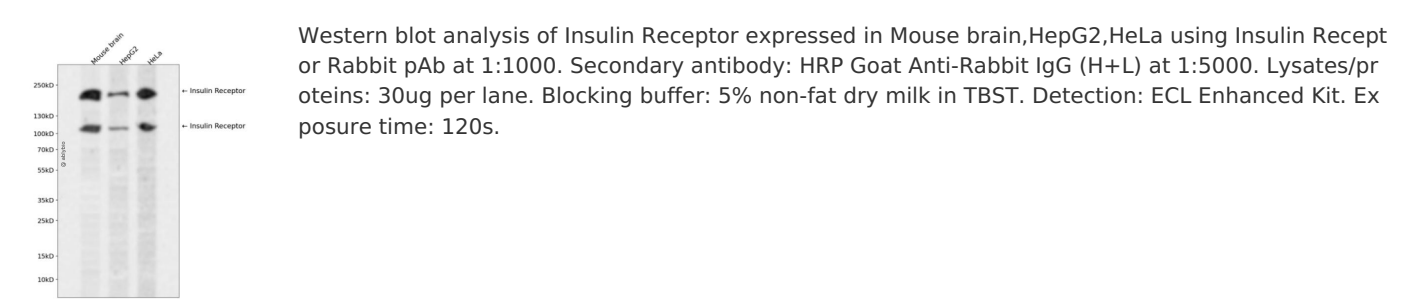 Mouse brain
HepG2
HeLa
250kD
130kD
100kD
70kD
55kD
35kD
25kD
15kD
10kD
← Insulin Receptor
← Insulin Receptor
@ abybio
Western blot analysis of Insulin Receptor expressed in Mouse brain,HepG2,HeLa using Insulin Recept
or Rabbit pAb at 1:1000. Secondary antibody: HRP Goat Anti-Rabbit IgG (H+L) at 1:5000. Lysates/pr
oteins: 30ug per lane. Blocking buffer: 5% non-fat dry milk in TBST. Detection: ECL Enhanced Kit. Ex
posure time: 120s.